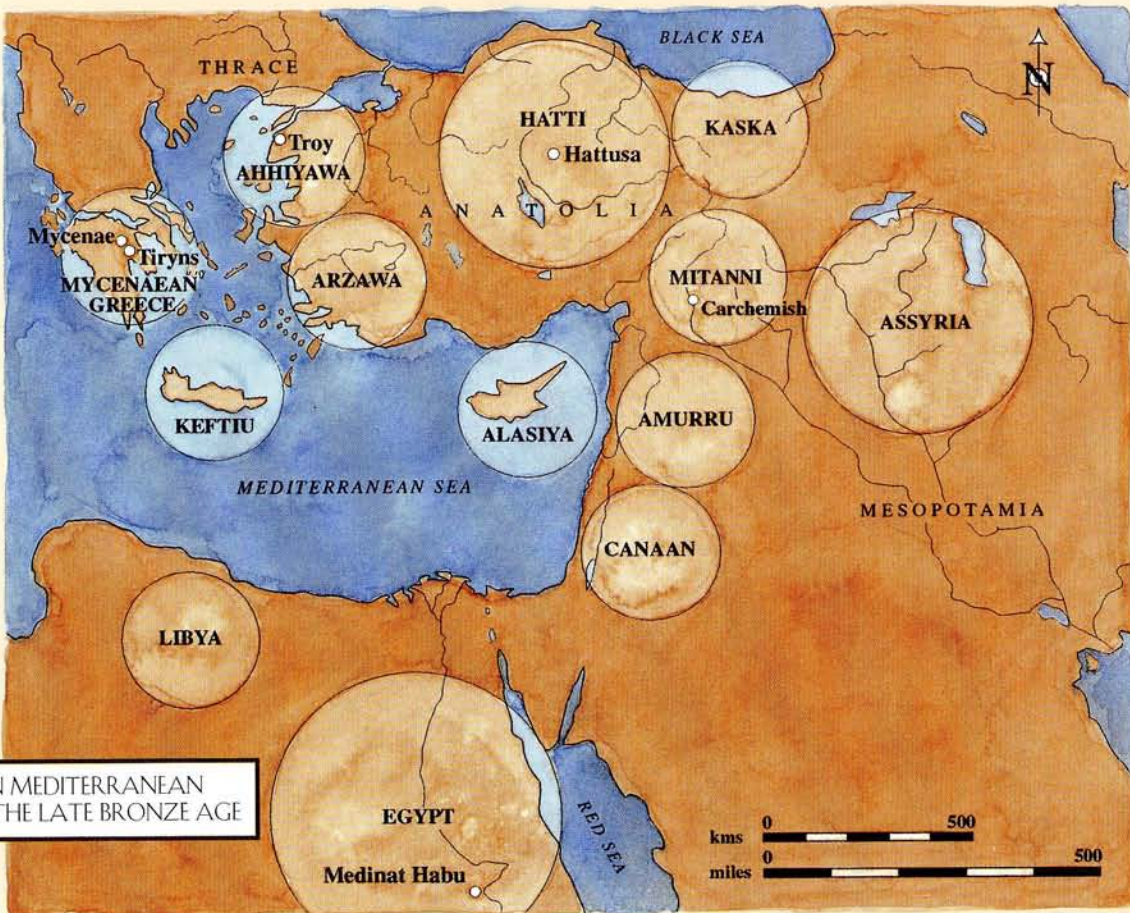 BLACK SEA
THRACE
N
HATTI
Hattusa
KASKA
Troy
AHHIYAWA
ANATOLIA
Mycenae
Tiryns
MYCENAEAN
GREECE
ARZAWA
MITANNI
Carchemish
ASSYRIA
KEFTIU
ALASIYA
AMURRU
MEDITERRANEAN SEA
MESOPOTAMIA
CANAAN
LIBYA
MEDITERRANEAN
THE LATE BRONZE AGE
EGYPT
RED SEA
Medinat Habu
kms 0 500
miles 0 500